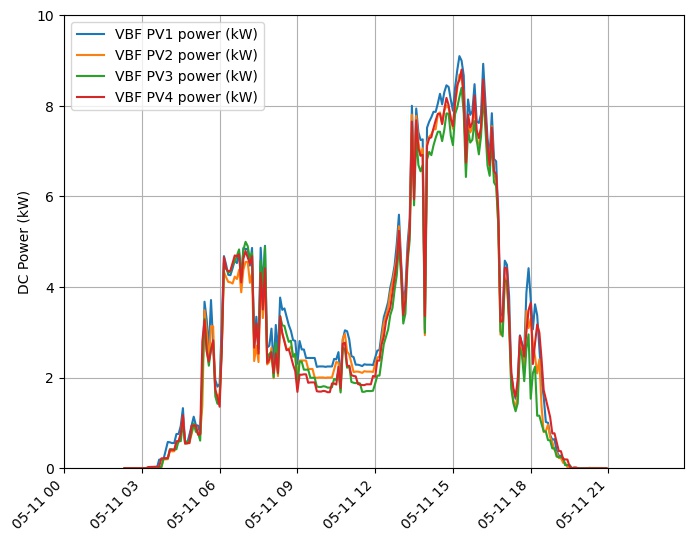 10
8
6
4
2
0
DC Power (kW)
VBF PV1 power (kW)
VBF PV2 power (kW)
VBF PV3 power (kW)
VBF PV4 power (kW)
05-11 00
05-11 03
05-11 06
05-11 09
05-11 12
05-11 15
05-11 18
05-11 21